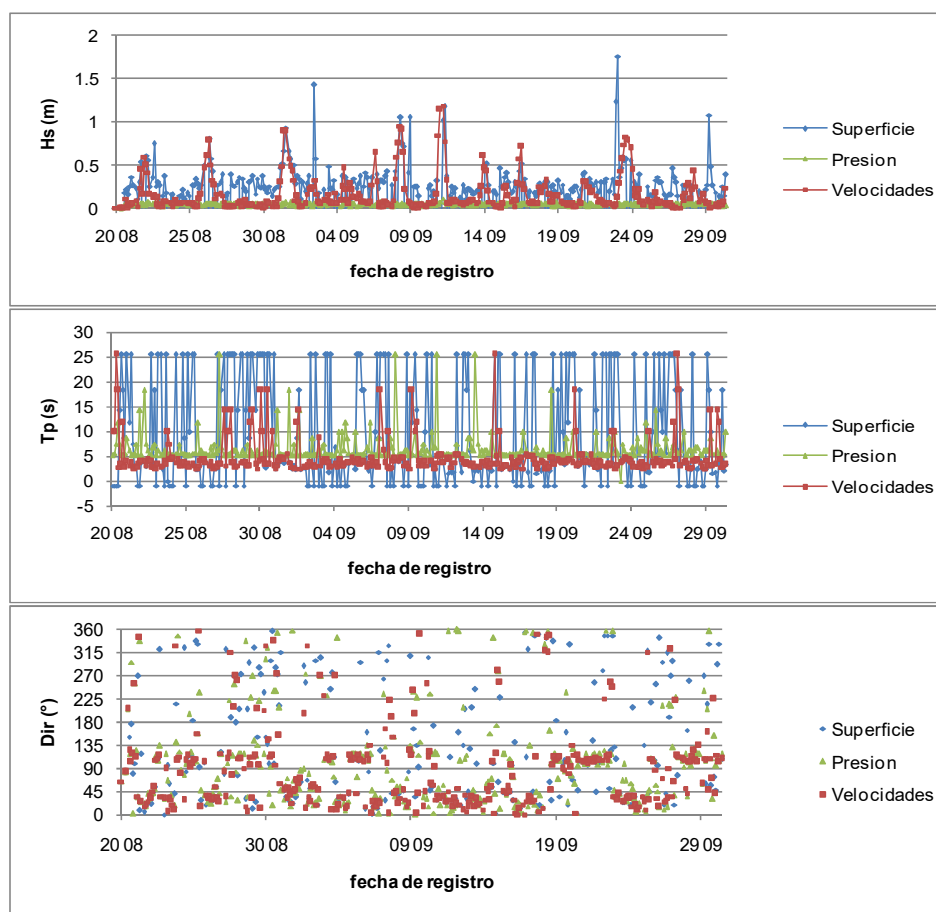 2
1.5
1
0.5
0
Hs (m)
20 08 25 08 30 08 04 09 09 09 14 09 19 09 24 09 29 09
fecha de registro
Superficie
Presion
Velocidades
30
25
20
15
10
5
0
-5
Tp (s)
20 08 25 08 30 08 04 09 09 09 14 09 19 09 24 09 29 09
fecha de registro
Superficie
Presion
Velocidades
360
315
270
225
180
135
90
45
0
Dir (°)
20 08 30 08 09 09 19 09 29 09
fecha de registro
Superficie
Presion
Velocidades